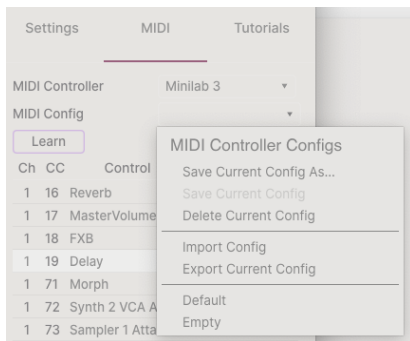 Settings MIDI Tutorials
MIDI Controller Minilab 3
MIDI Config
Learn
Ch CC Control
1 16 Reverb
1 17 MasterVolume
1 18 FXB
1 19 Delay
1 71 Morph
1 72 Synth 2 VCA A
1 73 Sampler 1 Atta
MIDI Controller Configs
Save Current Config As...
Save Current Config
Delete Current Config
Import Config
Export Current Config
Default
Empty